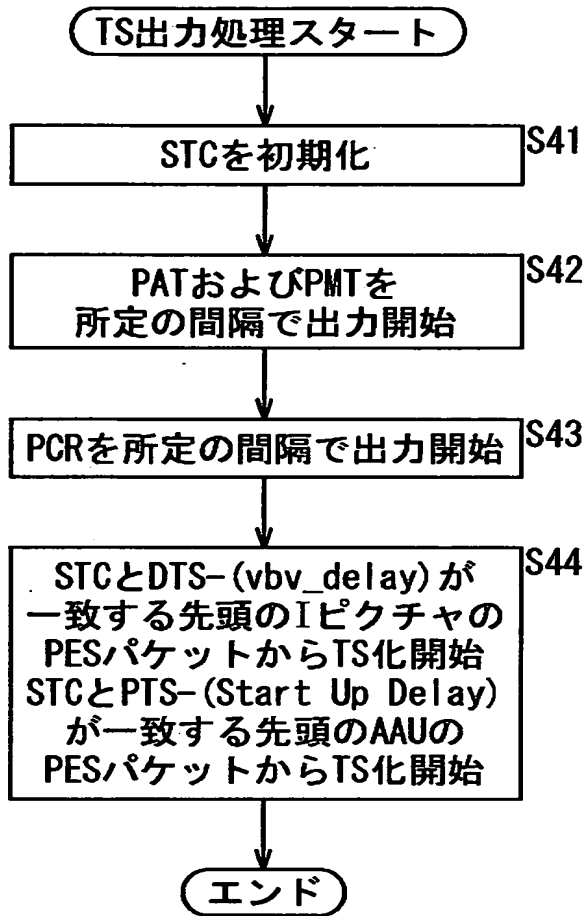 TS出力処理スタート
STCを初期化
S41
PATおよびPMTを
所定の間隔で出力開始
S42
PCRを所定の間隔で出力開始
S43
STCとDTS-(vbv_delay)が
一致する先頭のIピクチャの
PESパケットからTS化開始
STCとPTS-(Start Up Delay)
が一致する先頭のAAUの
PESパケットからTS化開始
S44
エンド